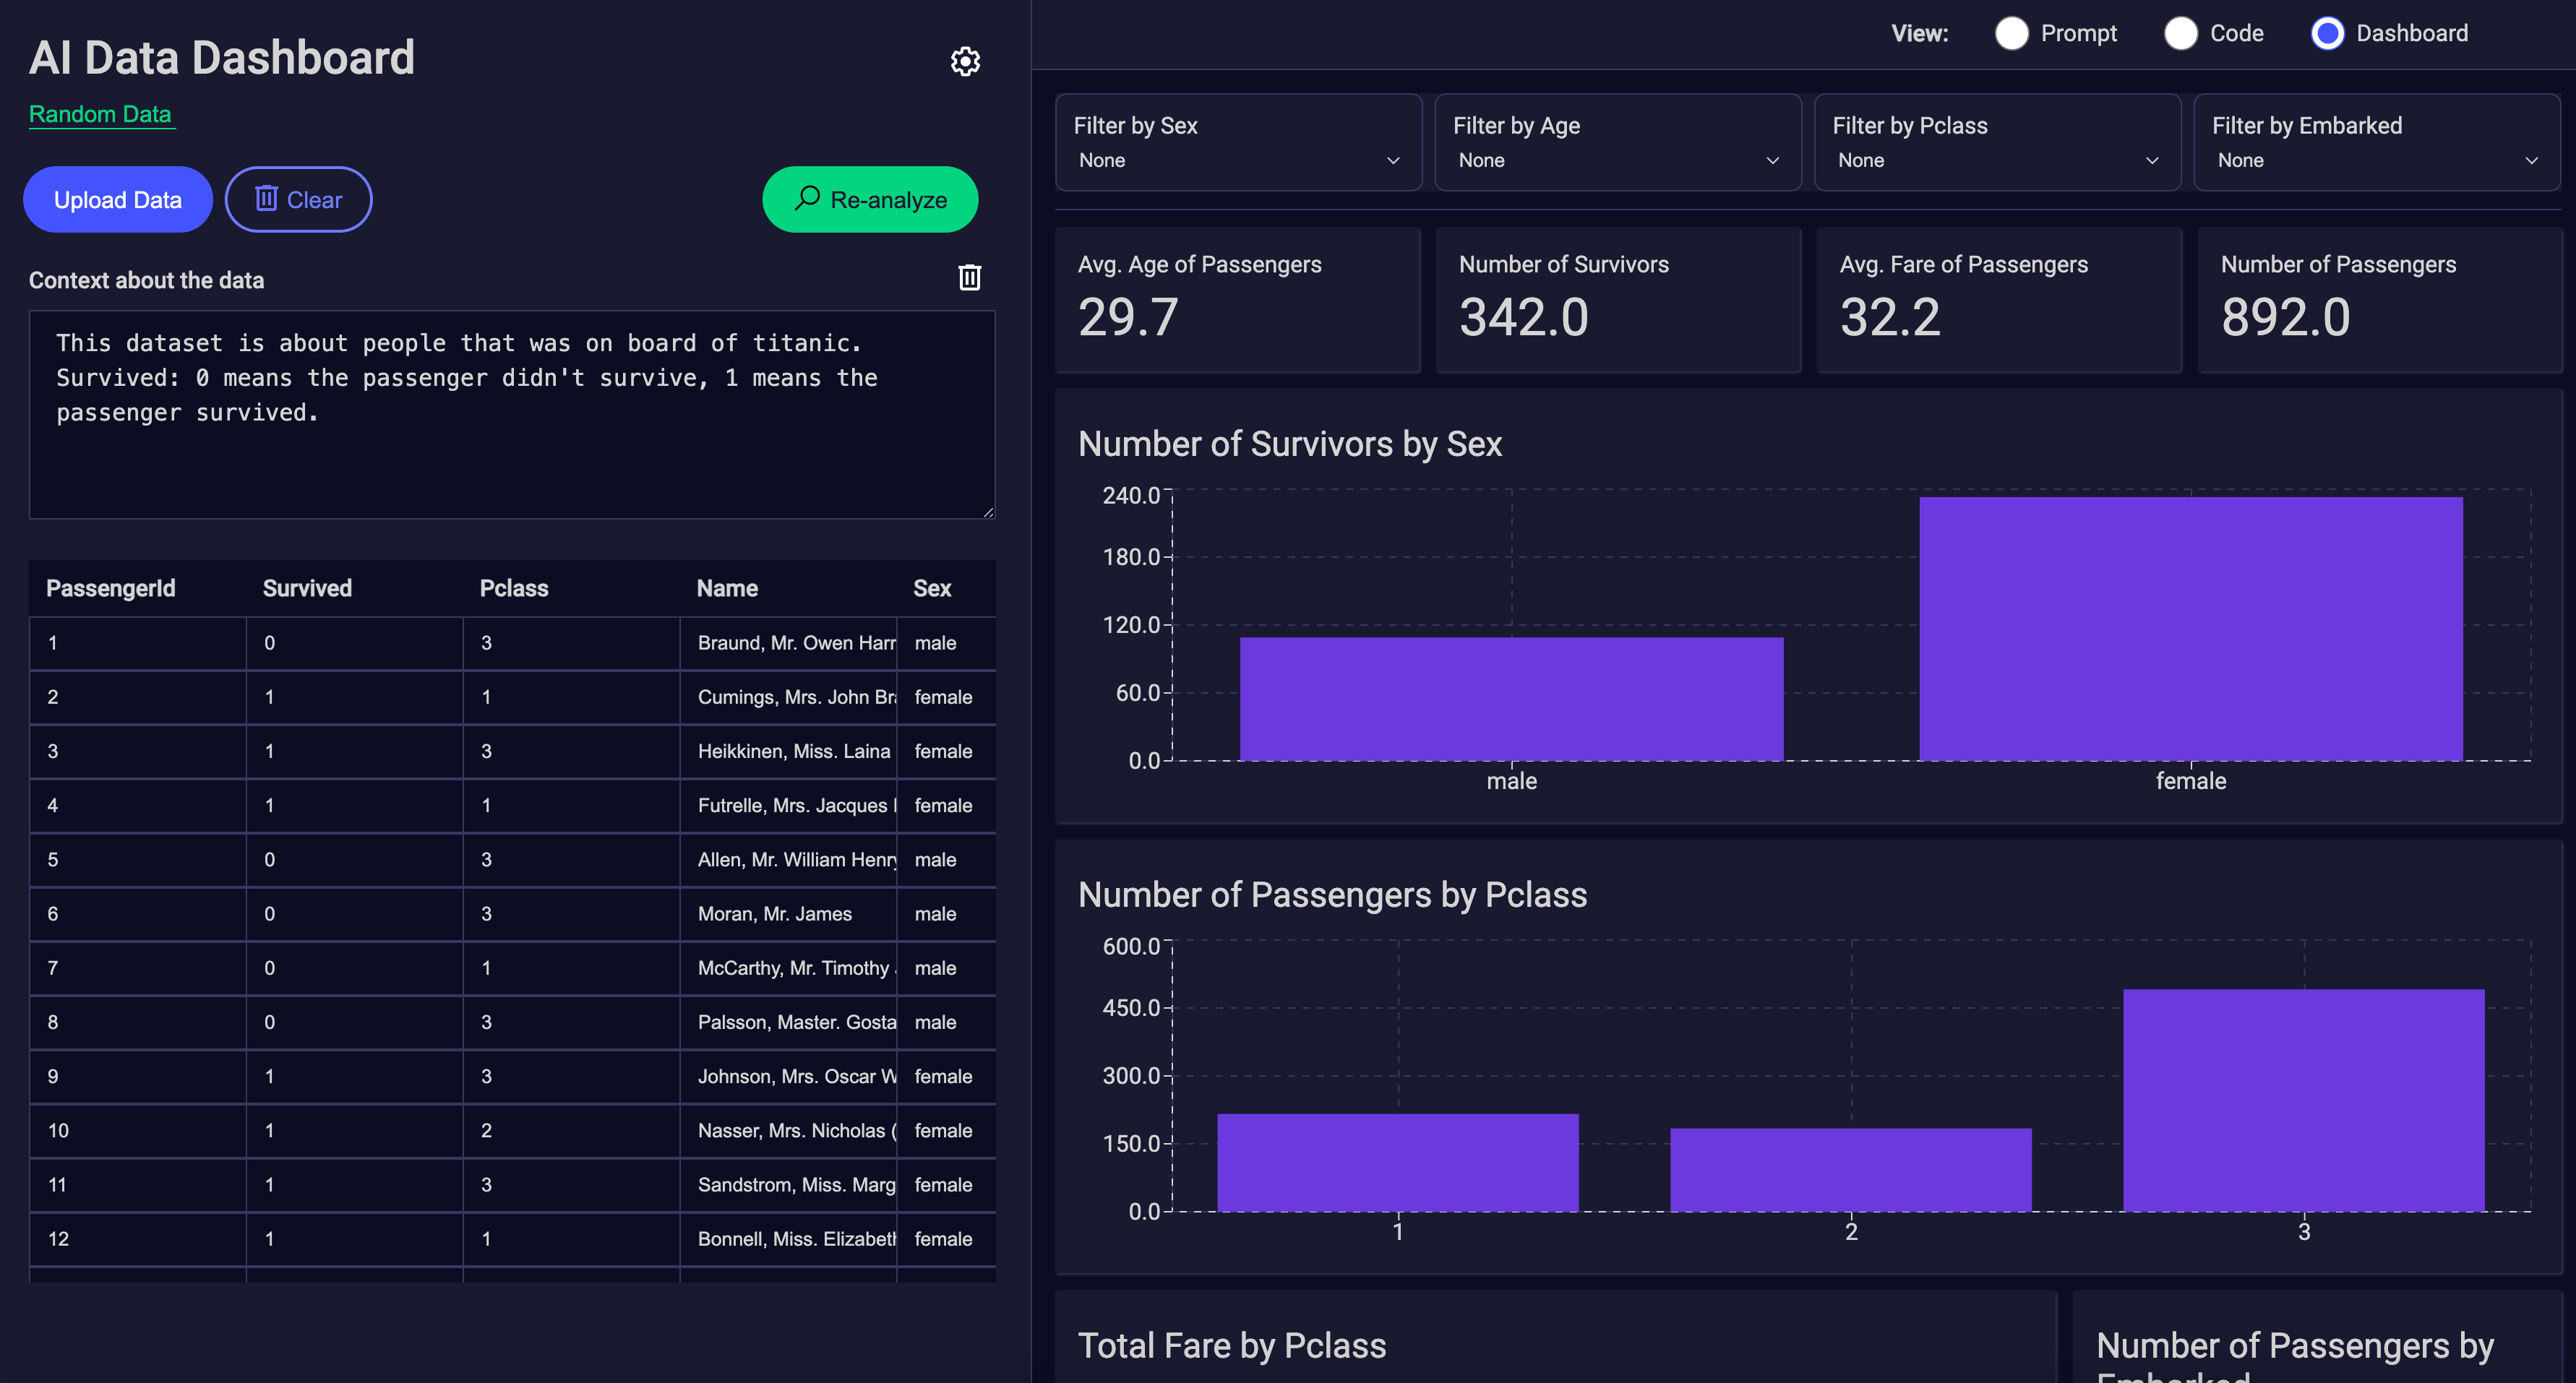 AI Data Dashboard
Random Data
Upload Data
Clear
Re-analyze
Context about the data
This dataset is about people that was on board of titanic.
Survived: 0 means the passenger didn't survive, 1 means the
passenger survived.
PassengerId Survived Pclass Name Sex
1 0 3 Braund, Mr. Owen Harr male
2 1 1 Cumings, Mrs. John Bra female
3 1 3 Heikkinen, Miss. Laina female
4 1 1 Futrelle, Mrs. Jacques female
5 0 3 Allen, Mr. William Henry male
6 0 3 Moran, Mr. James male
7 0 1 McCarthy, Mr. Timothy male
8 0 3 Palsson, Master. Gosta male
9 1 3 Johnson, Mrs. Oscar W female
10 1 2 Nasser, Mrs. Nicholas ( female
11 1 3 Sandstrom, Miss. Marg female
12 1 1 Bonnell, Miss. Elizabeth female
View: Prompt Code Dashboard
Filter by Sex
None
Filter by Age
None
Filter by Pclass
None
Filter by Embarked
None
Avg. Age of Passengers
29.7
Number of Survivors
342.0
Avg. Fare of Passengers
32.2
Number of Passengers
892.0
Number of Survivors by Sex
240.0
180.0
120.0
60.0
0.0
male female
Number of Passengers by Pclass
600.0
450.0
300.0
150.0
0.0
1 2 3
Total Fare by Pclass
Number of Passengers by
Embarked